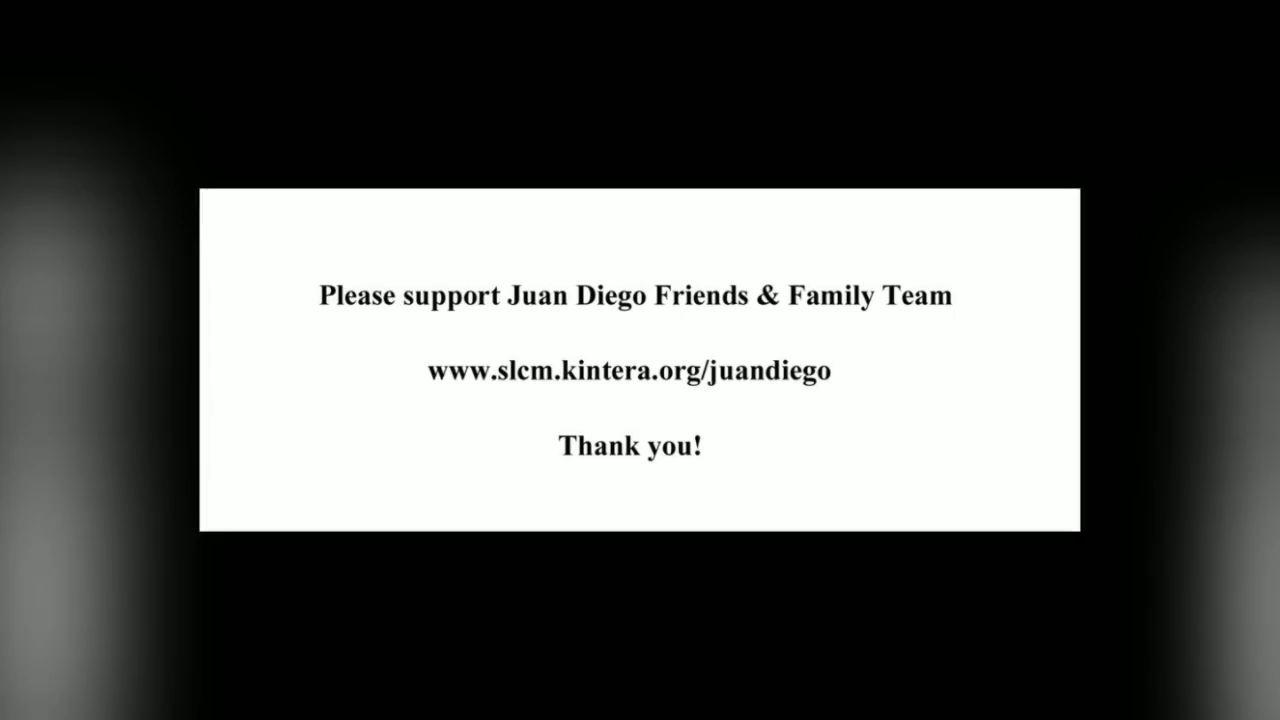 Please support Juan Diego Friends & Family Team
www.slcm.kintera.org/juandiego
Thank you!